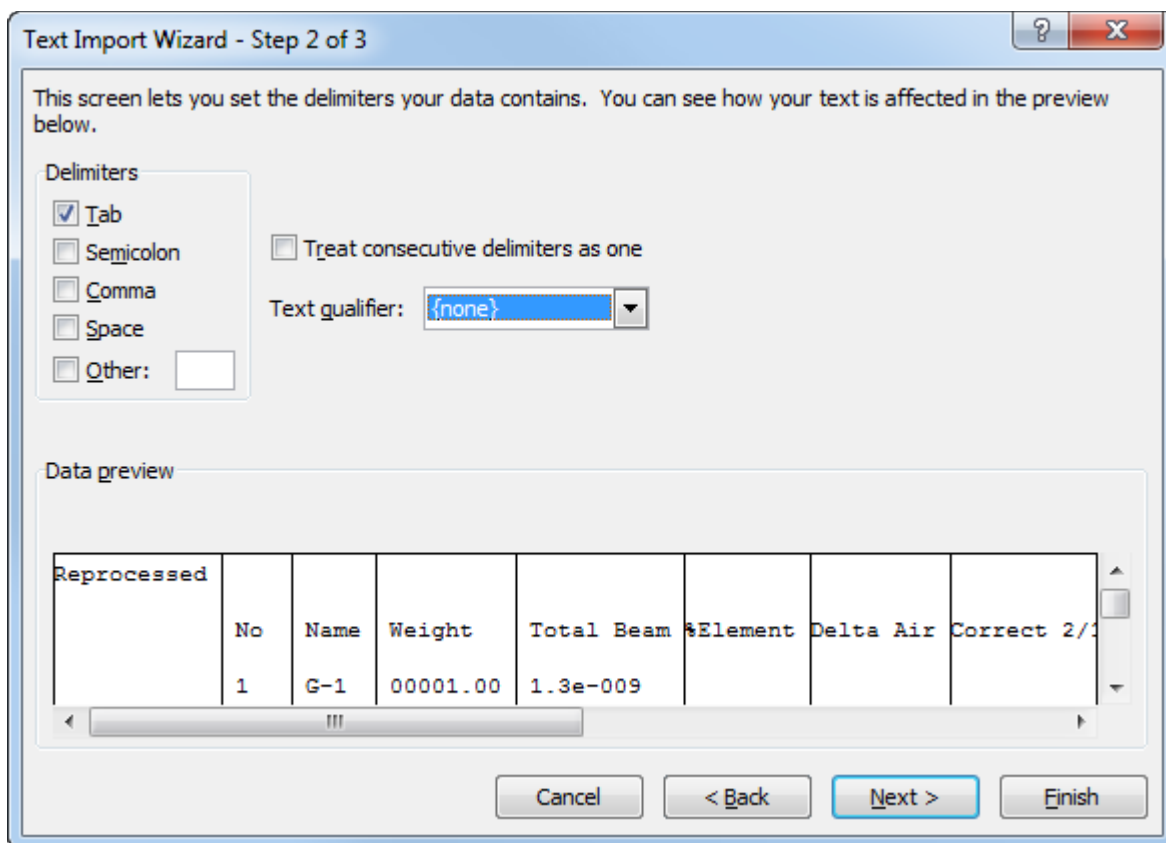 Text Import Wizard - Step 2 of 3
This screen lets you set the delimiters your data contains.  You can see how your text is affected in the preview
below.
Delimiters
Tab
Semicolon
Comma
Space
Other:
Treat consecutive delimiters as one
Text qualifier: {none}
Data preview
Reprocessed
No Name Weight Total Beam %Element Delta Air Correct 2/
1 G-1 00001.00 1.3e-009
Cancel < Back Next > Finish